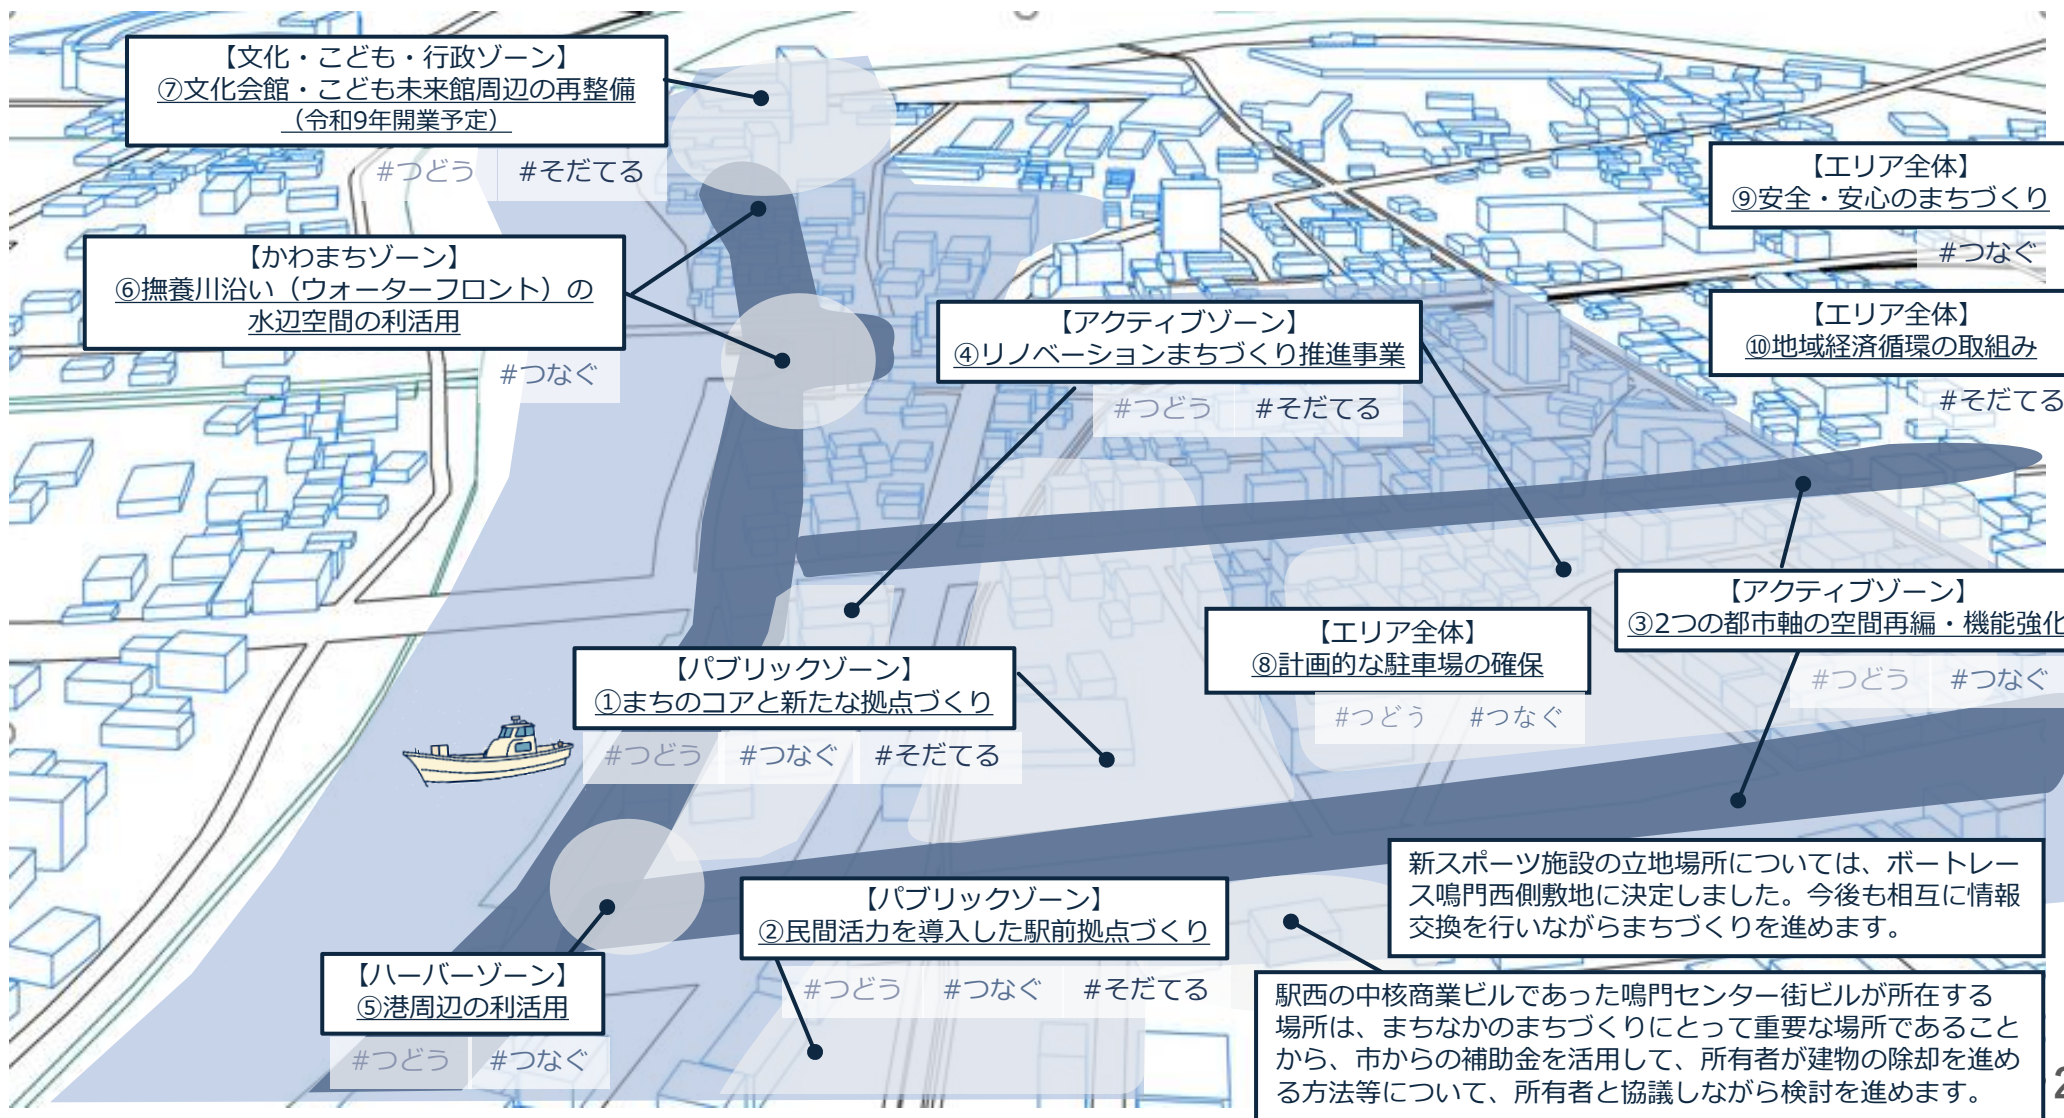 【文化・こども・行政ゾーン】
⑦文化会館・こども未来館周辺の再整備
（令和9年開業予定）
#つどう #そだてる
【かわまちゾーン】
⑥撫養川沿い（ウォーターフロント）の
水辺空間の利活用
#つなぐ
【アクティブゾーン】
④リノベーションまちづくり推進事業
#つどう #そだてる
【エリア全体】
⑨安全・安心のまちづくり
#つなぐ
【エリア全体】
⑩地域経済循環の取組み
#そだてる
【アクティブゾーン】
③2つの都市軸の空間再編・機能強化
#つどう #つなぐ
【エリア全体】
⑧計画的な駐車場の確保
#つどう #つなぐ
【パブリックゾーン】
①まちのコアと新たな拠点づくり
#つどう #つなぐ #そだてる
【パブリックゾーン】
②民間活力を導入した駅前拠点づくり
#つどう #つなぐ #そだてる
【ハーバーゾーン】
⑤港周辺の利活用
#つどう #つなぐ
新スポーツ施設の立地場所については、ボートレー
ス鳴門西側敷地に決定しました。今後も相互に情報
交換を行いながらまちづくりを進めます。
駅西の中核商業ビルであった鳴門センター街ビルが所在する
場所は、まちなかのまちづくりにとって重要な場所であること
から、市からの補助金を活用して、所有者が建物の除却を進め
る方法等について、所有者と協議しながら検討を進めます。